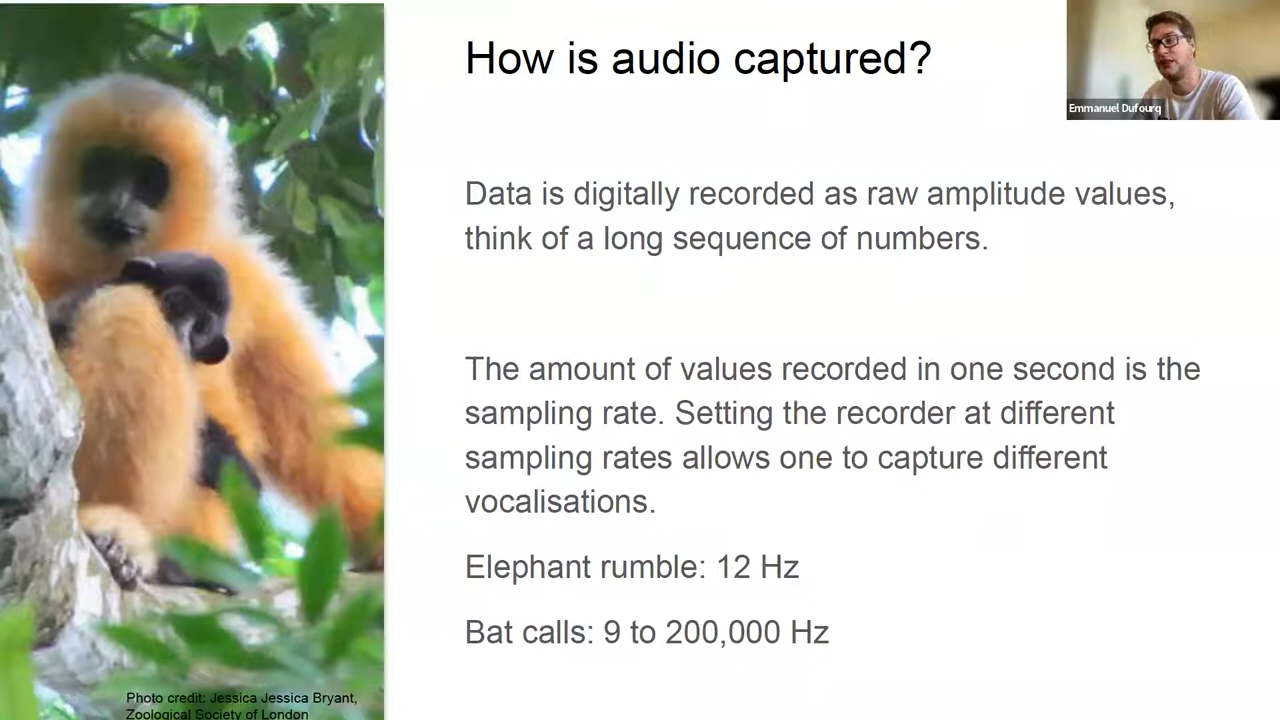 How is audio captured?
Emmanuel Dufourq
Data is digitally recorded as raw amplitude values,
think of a long sequence of numbers.
The amount of values recorded in one second is the
sampling rate. Setting the recorder at different
sampling rates allows one to capture different
vocalisations.
Elephant rumble: 12 Hz
Bat calls: 9 to 200,000 Hz
Photo credit: Jessica Jessica Bryant,
Zoological Society of London